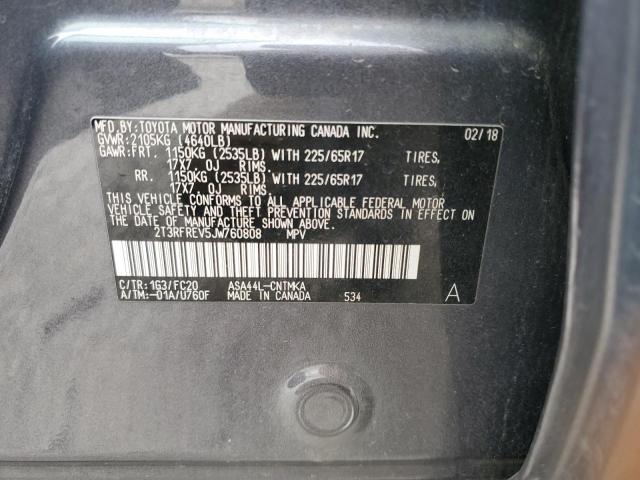 MFD.BY:TOYOTA MOTOR MANUFACTURING CANADA INC. 02/18
GVWR:2105KG (4640LB)
GAWR:FRT. 1150KG (2535LB) WITH 225/65R17 TIRES,
17X7.0J RIMS.
RR. 1150KG (2535LB) WITH 225/65R17 TIRES,
17X7.0J RIMS.
THIS VEHICLE CONFORMS TO ALL APPLICABLE FEDERAL MOTOR
VEHICLE SAFETY AND THEFT PREVENTION STANDARDS IN EFFECT
ON THE DATE OF MANUFACTURE SHOWN ABOVE.
2T3RFREV5JW760808 MPV
C/TR:1G3/FC20 ASA44L-CNTMKA
A/TM:-01A/U760F MADE IN CANADA 534 A